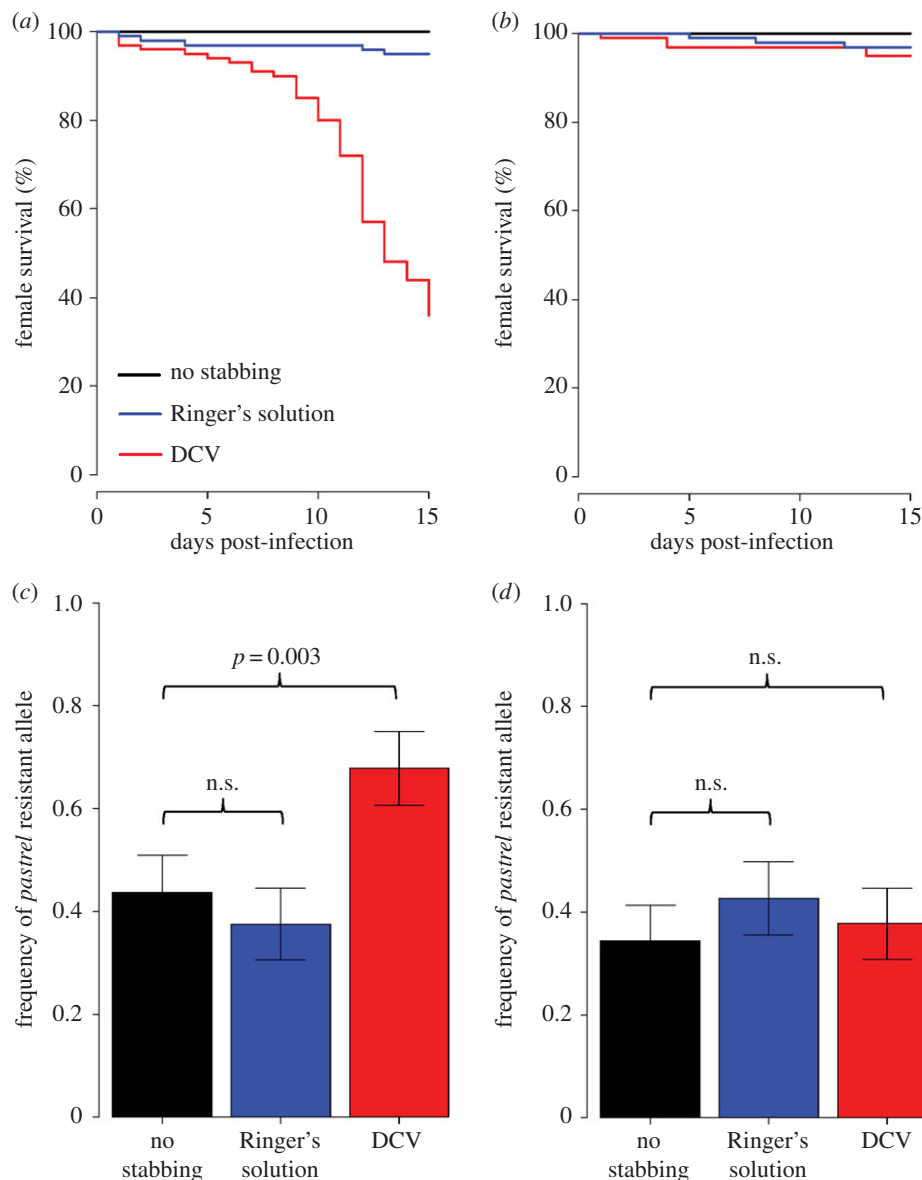 (a)
100
80
60
40
20
0
female survival (%)
no stabbing
Ringer's solution
DCV
0 5 10 15
days post-infection
(b)
100
80
60
40
20
0
female survival (%)
0 5 10 15
days post-infection
(c)
1.0
0.8
0.6
0.4
0.2
0
frequency of pastrel resistant allele
p = 0.003
n.s.
no stabbing
Ringer's solution
DCV
(d)
1.0
0.8
0.6
0.4
0.2
0
frequency of pastrel resistant allele
n.s.
n.s.
no stabbing
Ringer's solution
DCV